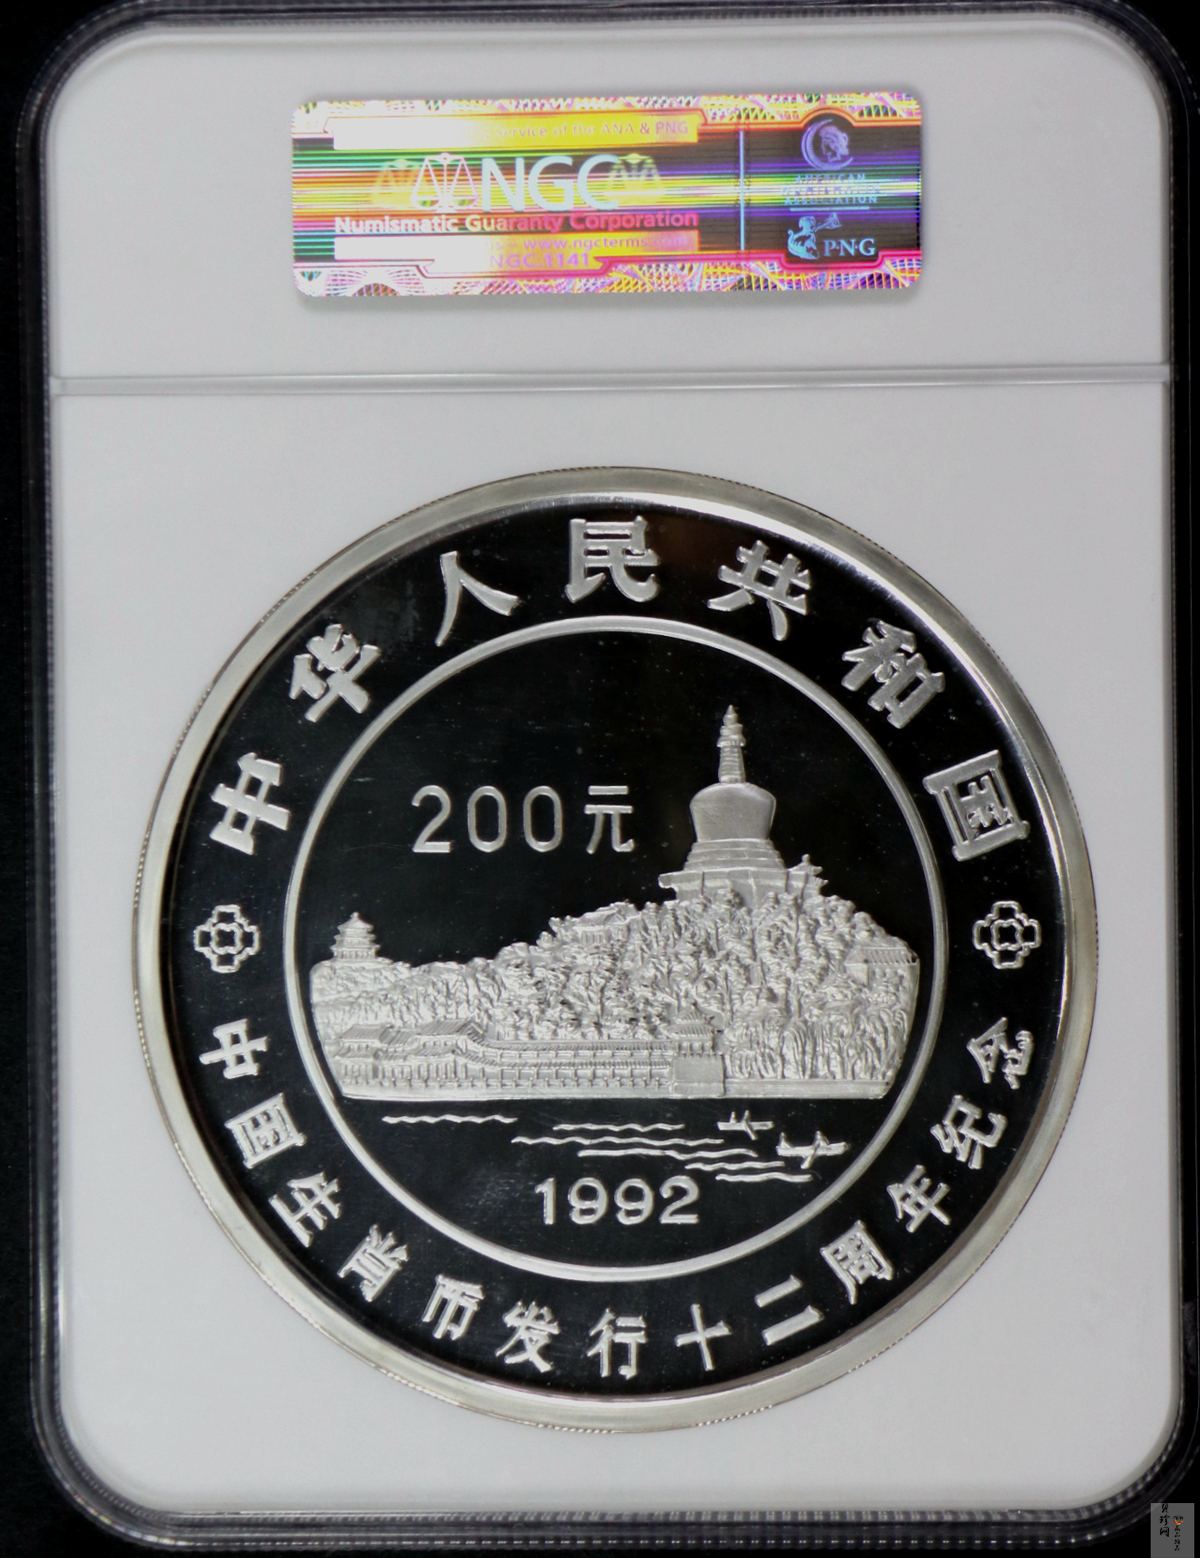 service of the ANA & PNG
NGC
Numismatic Guaranty Corporation
www.ngcterms.com
NGC 1141
AMERICAN
ASSOCIATION
PNG
中华人民共和国
200元
1992
中国生肖币发行十二周年纪念